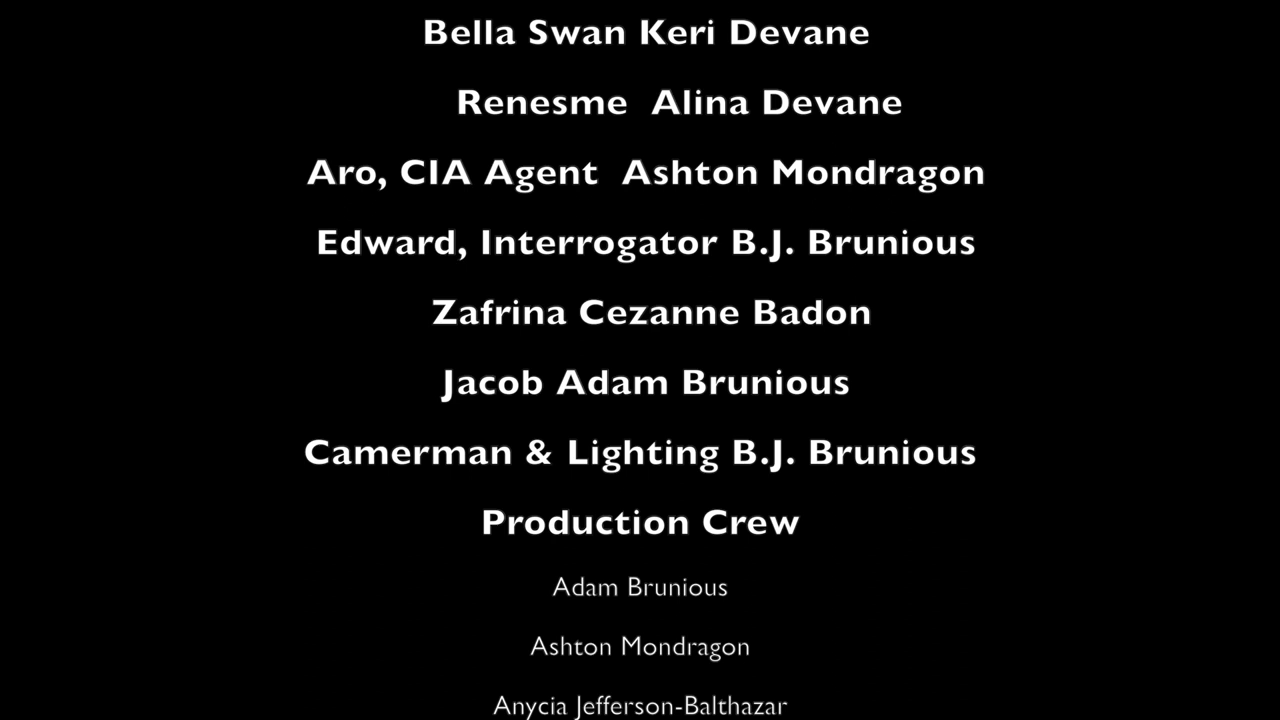 Bella Swan Keri Devane
Renesme Alina Devane
Aro, CIA Agent Ashton Mondragon
Edward, Interrogator B.J. Brunious
Zafrina Cezanne Badon
Jacob Adam Brunious
Camerman & Lighting B.J. Brunious
Production Crew
Adam Brunious
Ashton Mondragon
Anycia Jefferson-Balthazar